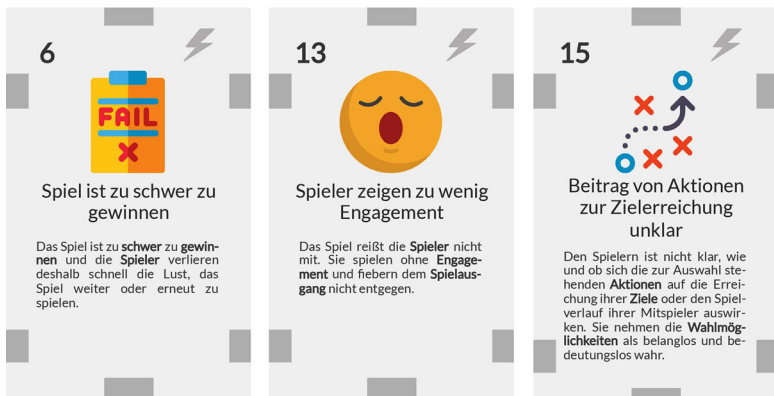 6
FAIL
Spiel ist zu schwer zu
gewinnen
Das Spiel ist zu schwer zu gewin-
nen und die Spieler verlieren
deshalb schnell die Lust, das
Spiel weiter oder erneut zu
spielen.
13
Spieler zeigen zu wenig
Engagement
Das Spiel reißt die Spieler nicht
mit. Sie spielen ohne Engage-
ment und fiebern dem Spielaus-
gang nicht entgegen.
15
Beitrag von Aktionen
zur Zielerreichung
unklar
Den Spielern ist nicht klar, wie
und ob sich die zur Auswahl ste-
henden Aktionen auf die Errei-
chung ihrer Ziele oder den Spiel-
verlauf ihrer Mitspieler auswir-
ken. Sie nehmen die Wahlmög-
lichkeiten als belanglos und be-
deutungslos wahr.